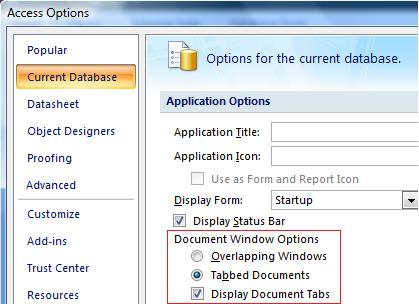 Access Options
Popular
Current Database
Datasheet
Object Designers
Proofing
Advanced
Customize
Add-ins
Trust Center
Resources
Options for the current database.
Application Options
Application Title:
Application Icon:
Use as Form and Report Icon
Display Form: Startup
Display Status Bar
Document Window Options
Overlapping Windows
Tabbed Documents
Display Document Tabs